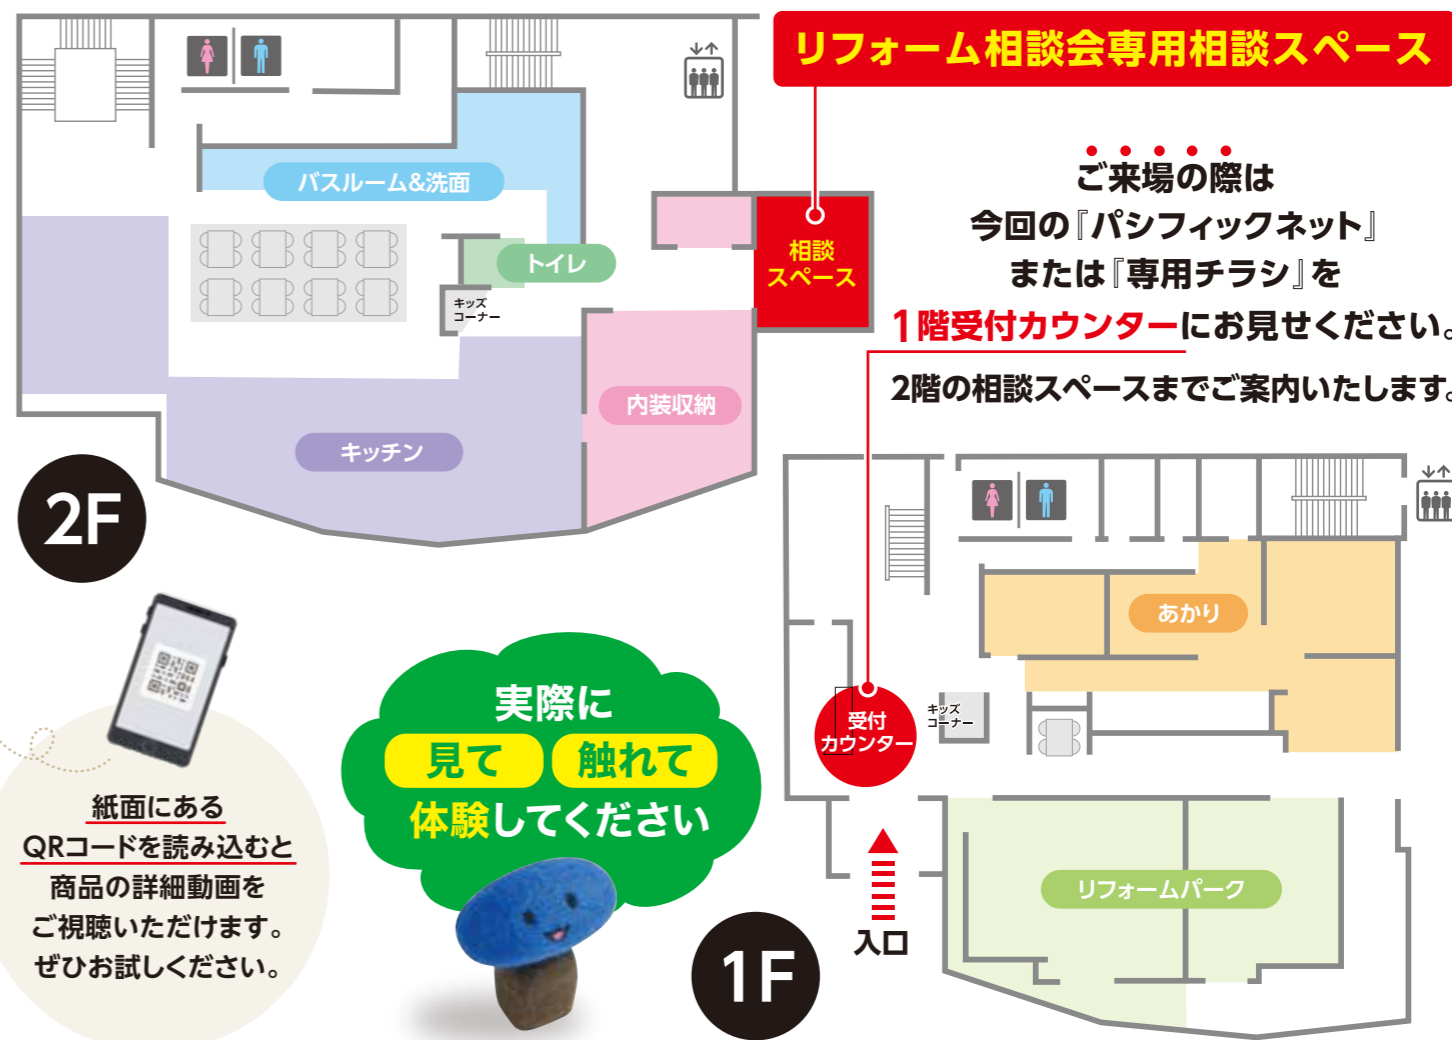 リフォーム相談会専用相談スペース
バスルーム&洗面
トイレ
キッズ
コーナー
相談
スペース
内装収納
キッチン
2F
ご来場の際は
今回の『パシフィックネット』
または『専用チラシ』を
1階受付カウンターにお見せください。
2階の相談スペースまでご案内いたします。
あかり
受付
カウンター
キッズ
コーナー
リフォームパーク
入口
1F
実際に
見て 触れて
体験してください
紙面にある
QRコードを読み込むと
商品の詳細動画を
ご視聴いただけます。
ぜひお試しください。